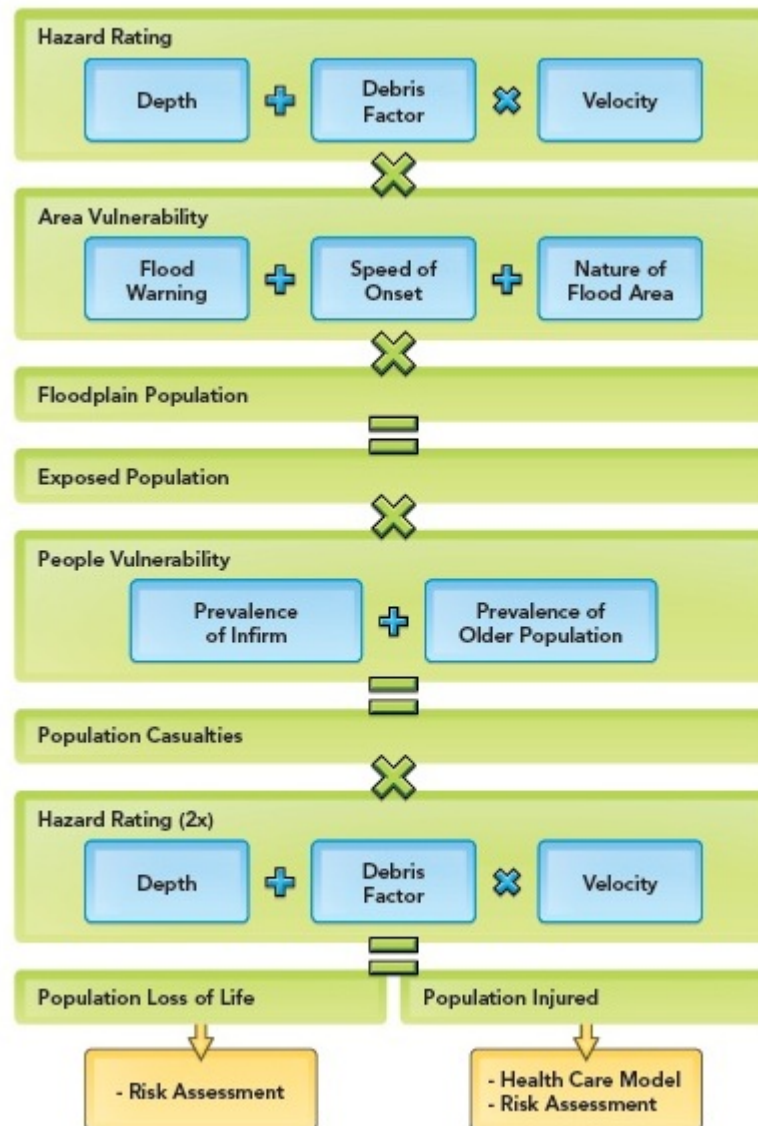 Hazard Rating
Depth
Debris
Factor
Velocity
Area Vulnerability
Flood
Warning
Speed of
Onset
Nature of
Flood Area
Floodplain Population
Exposed Population
People Vulnerability
Prevalence
of Infirm
Prevalence of
Older Population
Population Casualties
Hazard Rating (2x)
Depth
Debris
Factor
Velocity
Population Loss of Life
Population Injured
- Risk Assessment
- Health Care Model
- Risk Assessment